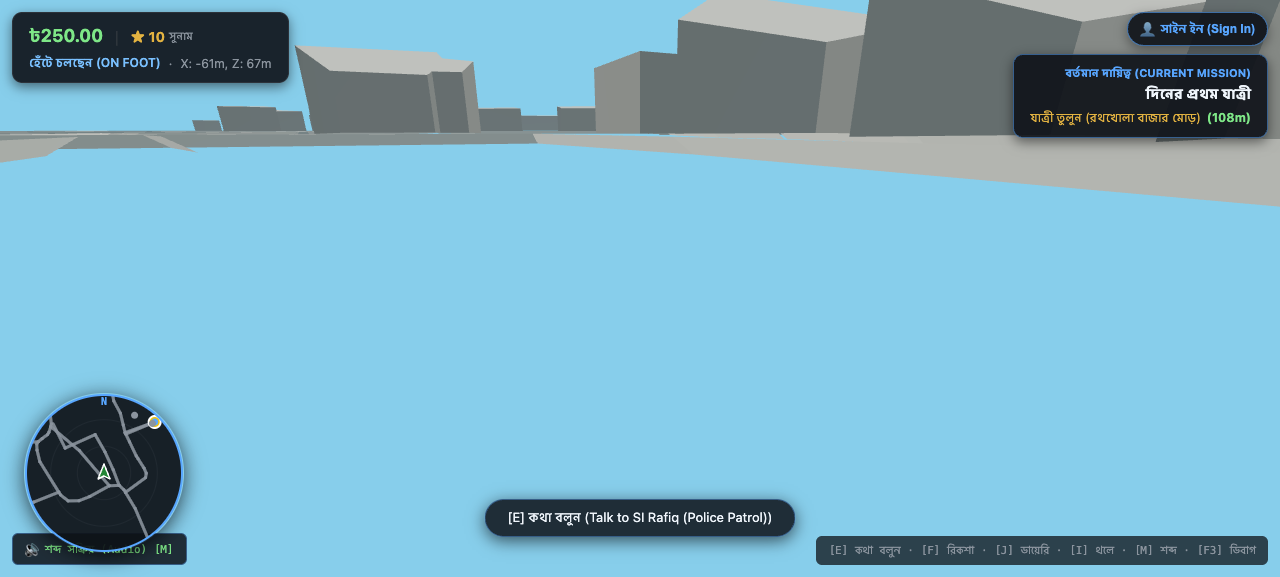 ৳250.00 | ⭐ 10 সুনাম
হেঁটে চলছেন (ON FOOT) · X: -61m, Z: 67m
👤 সাইন ইন (Sign In)
বর্তমান দায়িত্ব (CURRENT MISSION)
দিনের প্রথম যাত্রী
যাত্রী তুলুন (রথখোলা বাজার মোড়) (108m)
N
[E] কথা বলুন (Talk to SI Rafiq (Police Patrol))
🔊 শব্দ [M]
[E] কথা বলুন · [F] রিকশা · [J] ডায়েরি · [I] থলে · [M] শব্দ · [F3] ডিবাগ